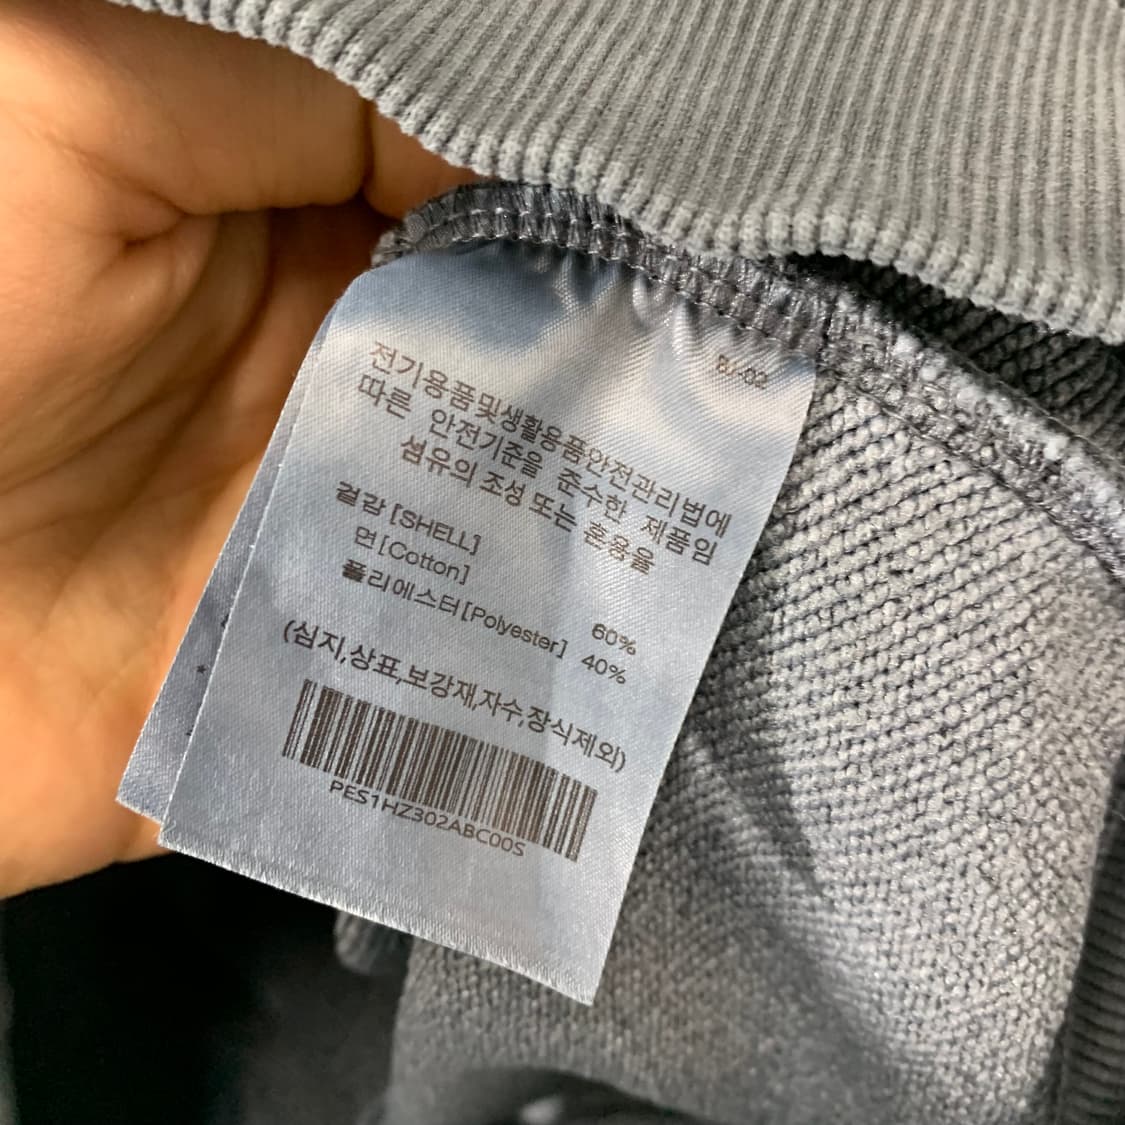 BJ-02
전기용품및생활용품안전관리법에
따른 안전기준을 준수한 제품임
섬유의 조성 또는 혼용율
겉감 [SHELL]
면 [Cotton] 60%
폴리에스터 [Polyester] 40%
(심지,상표,보강재,자수,장식제외)
PES1HZ302ABC00S